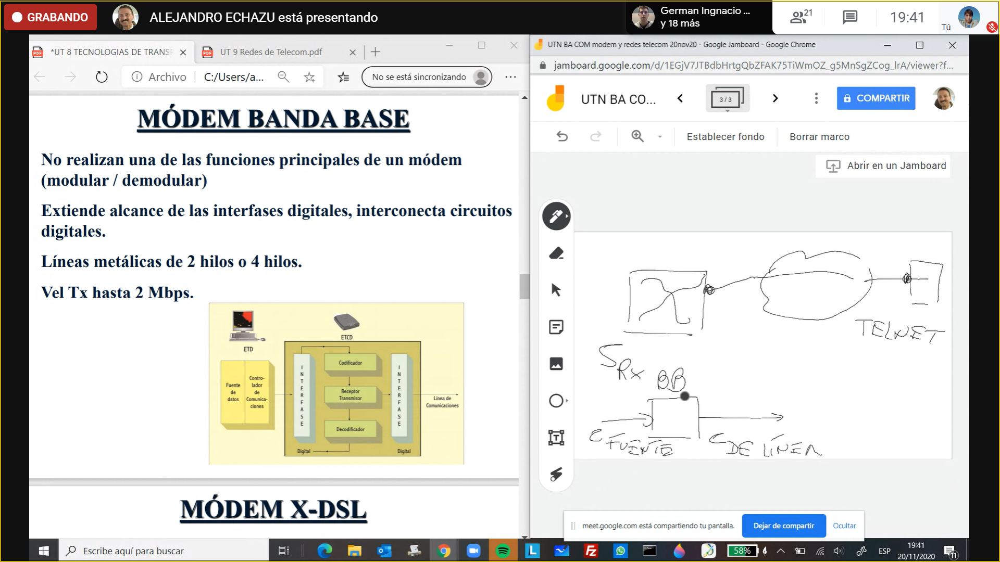 GRABANDO
ALEJANDRO ECHAZU está presentando
German Ingnacio ...
y 18 más
21
19:41
Tú
*UT 8 TECNOLOGIAS DE TRANSF
UT 9 Redes de Telecom.pdf
Archivo
C:/Users/a...
No se está sincronizando
MÓDEM BANDA BASE
No realizan una de las funciones principales de un módem
(modular / demodular)
Extiende alcance de las interfases digitales, interconecta circuitos
digitales.
Líneas metálicas de 2 hilos o 4 hilos.
Vel Tx hasta 2 Mbps.
ETD
ETCD
Fuente
de
datos
Contro-
lador
de
Comunica-
ciones
INTERFASE
Codificador
Receptor
Transmisor
Decodificador
INTERFASE
Digital
Digital
Línea de
Comunicaciones
MÓDEM X-DSL
UTN BA COM modem y redes telecom 20nov20 - Google Jamboard - Google Chrome
jamboard.google.com/d/1EGjV7JTBdbHrtgQbZFAK75TiWmOZ_g5MnSgZCog_lrA/viewer?f...
UTN BA CO...
3 / 3
COMPARTIR
Establecer fondo
Borrar marco
Abrir en un Jamboard
TELNET
SRx
BB
C FUENTE
C DE LÍNEA
meet.google.com está compartiendo tu pantalla.
Dejar de compartir
Ocultar
Escribe aquí para buscar
58%
ESP
19:41
20/11/2020
11